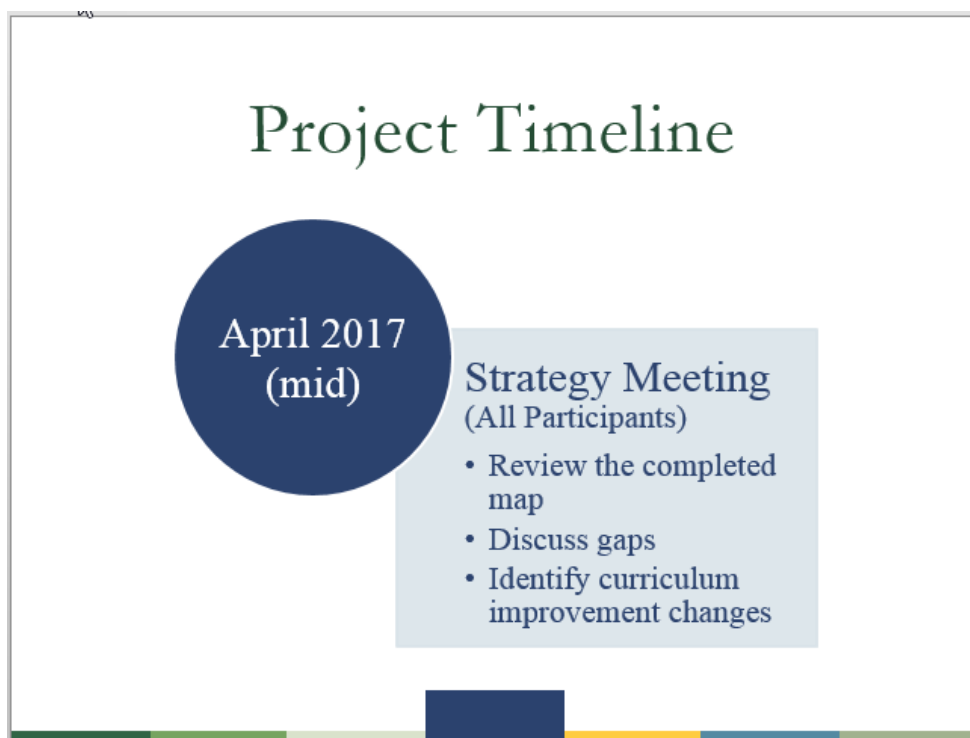 Project Timeline
April 2017
(mid)
Strategy Meeting
(All Participants)
• Review the completed
map
• Discuss gaps
• Identify curriculum
improvement changes